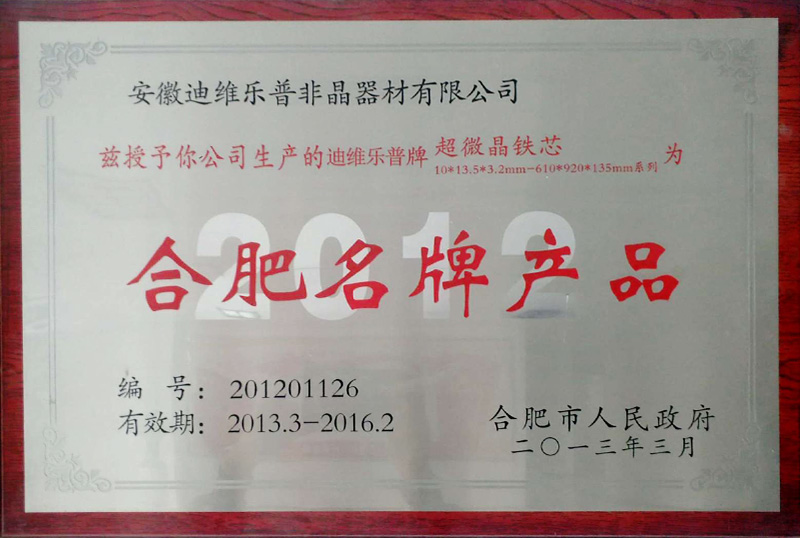 安徽迪维乐普非晶器材有限公司
兹授予你公司生产的迪维乐普牌 超微晶铁芯 为
10*13.5*3.2mm-610*920*135mm系列
2012
合肥名牌产品
编 号：201201126
有效期：2013.3-2016.2
合肥市人民政府
二〇一三年三月